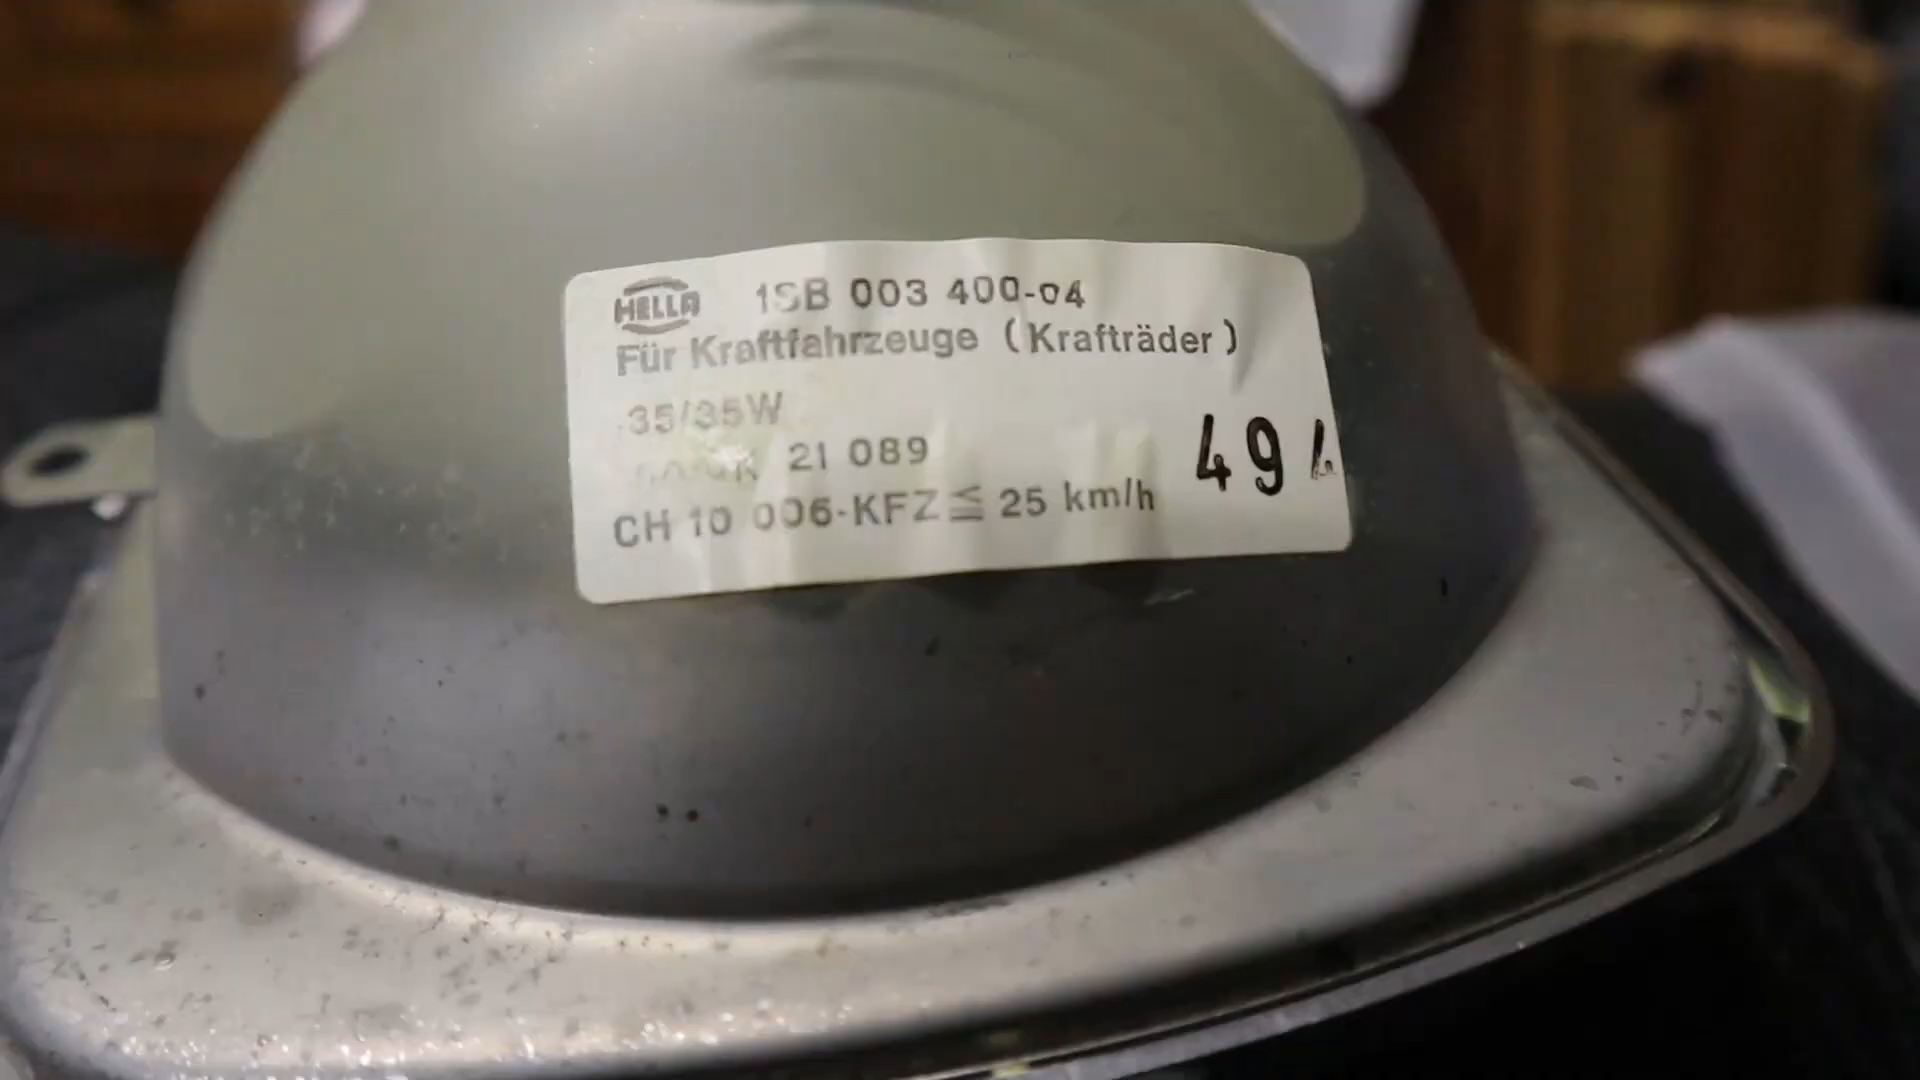 HELLA 1SB 003 400-04
Für Kraftfahrzeuge (Krafträder)
35/35W
21 089
CH 10 006-KFZ ≦ 25 km/h
49